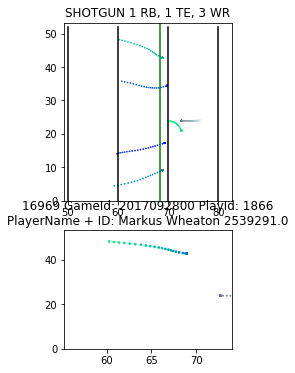 SHOTGUN 1 RB, 1 TE, 3 WR
50
40
30
20
10
0
50 60 70 80
16969 GameId: 2017092800 PlayId: 1866
PlayerName + ID: Markus Wheaton 2539291.0
40
20
0
60 65 70